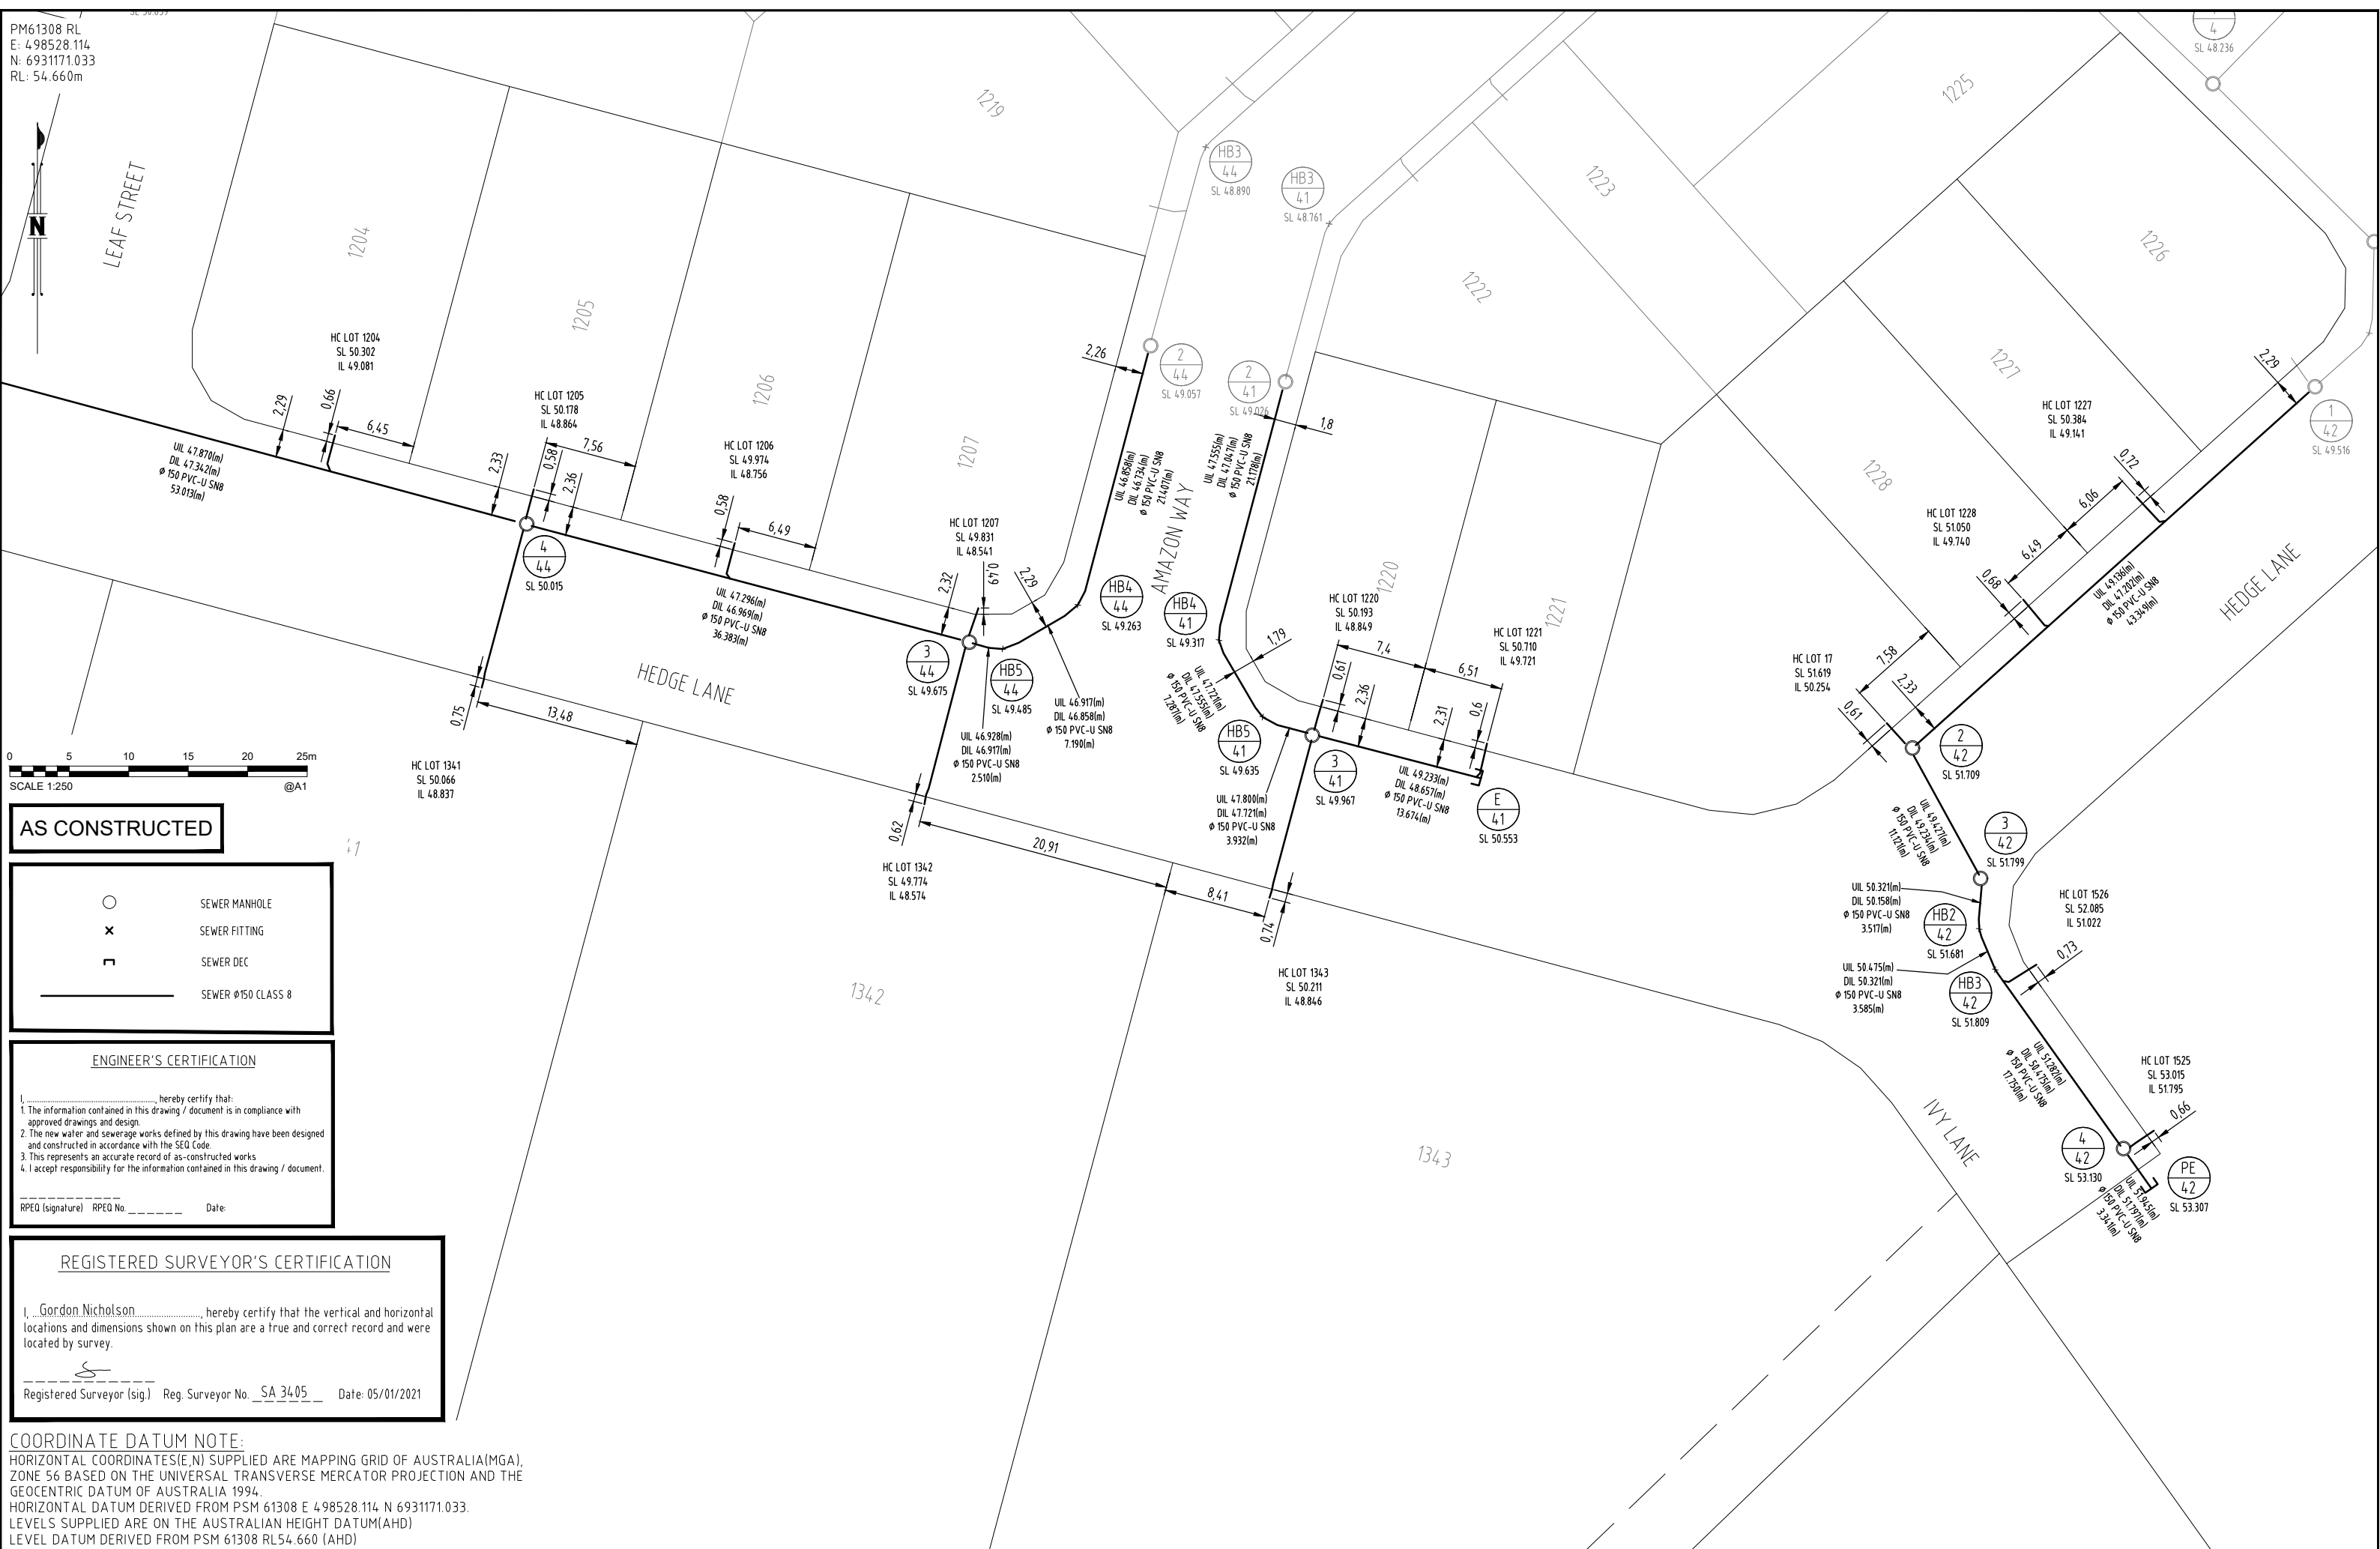 PM61308 RL
E: 498528.114
N: 6931171.033
RL: 54.660m
N
LEAF STREET
1204
1205
1206
1207
1219
HC LOT 1204
SL 50.302
IL 49.081
2,29
0,66
6,45
UIL 47.870(m)
DIL 47.342(m)
Ø 150 PVC-U SN8
53.013(m)
HC LOT 1205
SL 50.178
IL 48.864
2,33
0,58
7,56
2,36
4
44
SL 50.015
HC LOT 1206
SL 49.974
IL 48.756
0,58
6,49
UIL 47.296(m)
DIL 46.969(m)
Ø 150 PVC-U SN8
36.383(m)
HC LOT 1207
SL 49.831
IL 48.541
2,32
0,49
2,29
3
44
SL 49.675
HB5
44
SL 49.485
HB4
44
SL 49.263
UIL 46.928(m)
DIL 46.917(m)
Ø 150 PVC-U SN8
2.510(m)
UIL 46.917(m)
DIL 46.858(m)
Ø 150 PVC-U SN8
7.190(m)
UIL 46.858(m)
DIL 46.734(m)
Ø 150 PVC-U SN8
21.407(m)
2,26
2
44
SL 49.057
HB3
44
SL 48.890
HB3
41
SL 48.761
2
41
SL 49.026
1,8
UIL 47.555(m)
DIL 47.047(m)
Ø 150 PVC-U SN8
21.178(m)
AMAZON WAY
HB4
41
SL 49.317
1,79
UIL 47.721(m)
DIL 47.555(m)
Ø 150 PVC-U SN8
7.287(m)
HB5
41
SL 49.635
UIL 47.800(m)
DIL 47.721(m)
Ø 150 PVC-U SN8
3.932(m)
HC LOT 1220
SL 50.193
IL 48.849
0,61
7,4
2,36
3
41
SL 49.967
1220
1221
1222
1223
1225
1226
1227
1228
HC LOT 1221
SL 50.710
IL 49.721
6,51
2,31
0,6
UIL 49.233(m)
DIL 48.657(m)
Ø 150 PVC-U SN8
13.674(m)
E
41
SL 50.553
4
SL 48.236
2,29
1
42
SL 49.516
HC LOT 1227
SL 50.384
IL 49.141
0,72
6,06
HC LOT 1228
SL 51.050
IL 49.740
6,49
0,68
UIL 49.136(m)
DIL 47.202(m)
Ø 150 PVC-U SN8
43.349(m)
HEDGE LANE
HC LOT 17
SL 51.619
IL 50.254
7,58
2,33
0,61
2
42
SL 51.709
UIL 49.427(m)
DIL 49.234(m)
Ø 150 PVC-U SN8
11.121(m)
3
42
SL 51.799
UIL 50.321(m)
DIL 50.158(m)
Ø 150 PVC-U SN8
3.517(m)
HB2
42
SL 51.681
UIL 50.475(m)
DIL 50.321(m)
Ø 150 PVC-U SN8
3.585(m)
HB3
42
SL 51.809
HC LOT 1526
SL 52.085
IL 51.022
0,73
UIL 51.282(m)
DIL 50.475(m)
Ø 150 PVC-U SN8
17.750(m)
HC LOT 1525
SL 53.015
IL 51.795
0,66
4
42
SL 53.130
PE
42
SL 53.307
UIL 51.945(m)
DIL 51.797(m)
Ø 150 PVC-U SN8
3.341(m)
IVY LANE
HEDGE LANE
0,75
13,48
HC LOT 1341
SL 50.066
IL 48.837
0,62
20,91
HC LOT 1342
SL 49.774
IL 48.574
8,41
0,74
HC LOT 1343
SL 50.211
IL 48.846
1342
1343
0 5 10 15 20 25m
SCALE 1:250 @A1
AS CONSTRUCTED
SEWER MANHOLE
SEWER FITTING
SEWER DEC
SEWER Ø150 CLASS 8
ENGINEER'S CERTIFICATION
I, ............, hereby certify that:
1. The information contained in this drawing / document is in compliance with
approved drawings and design.
2. The new water and sewerage works defined by this drawing have been designed
and constructed in accordance with the SEQ Code.
3. This represents an accurate record of as-constructed works
4. I accept responsibility for the information contained in this drawing / document.
RPEQ (signature) RPEQ No. ______ Date:
REGISTERED SURVEYOR'S CERTIFICATION
I, Gordon Nicholson, hereby certify that the vertical and horizontal
locations and dimensions shown on this plan are a true and correct record and were
located by survey.
Registered Surveyor (sig.) Reg. Surveyor No. SA 3405 Date: 05/01/2021
COORDINATE DATUM NOTE:
HORIZONTAL COORDINATES(E,N) SUPPLIED ARE MAPPING GRID OF AUSTRALIA(MGA),
ZONE 56 BASED ON THE UNIVERSAL TRANSVERSE MERCATOR PROJECTION AND THE
GEOCENTRIC DATUM OF AUSTRALIA 1994.
HORIZONTAL DATUM DERIVED FROM PSM 61308 E 498528.114 N 6931171.033.
LEVELS SUPPLIED ARE ON THE AUSTRALIAN HEIGHT DATUM(AHD)
LEVEL DATUM DERIVED FROM PSM 61308 RL54.660 (AHD)